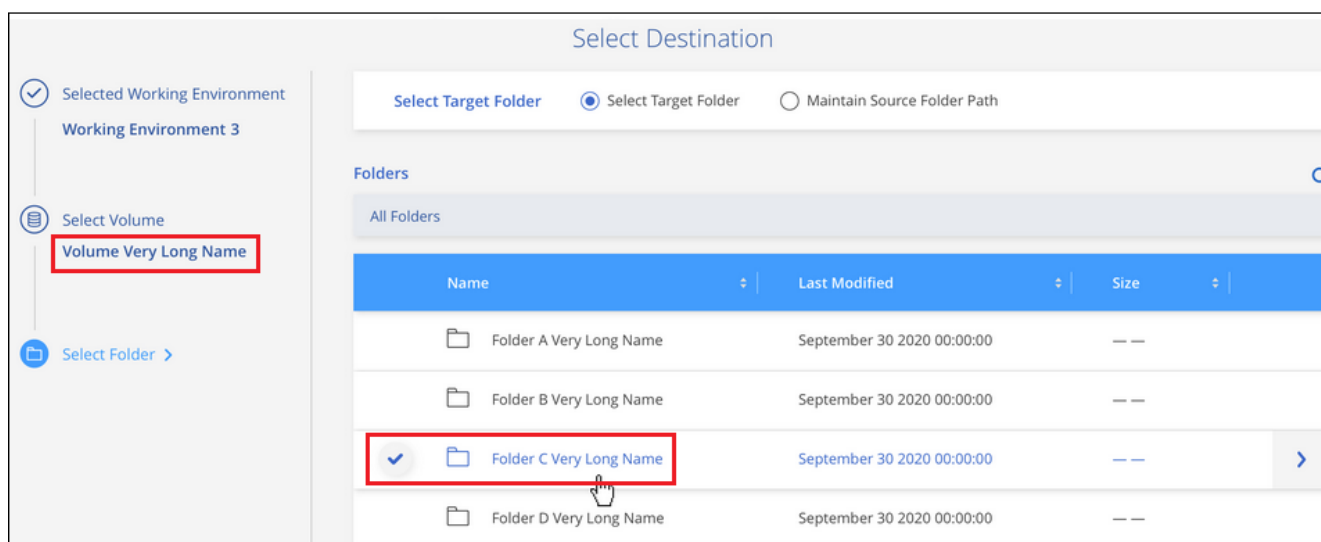 Select Destination
Selected Working Environment
Working Environment 3
Select Volume
Volume Very Long Name
Select Folder >
Select Target Folder Select Target Folder Maintain Source Folder Path
Folders
All Folders
Name Last Modified Size
Folder A Very Long Name September 30 2020 00:00:00 — —
Folder B Very Long Name September 30 2020 00:00:00 — —
Folder C Very Long Name September 30 2020 00:00:00 — —
Folder D Very Long Name September 30 2020 00:00:00 — —